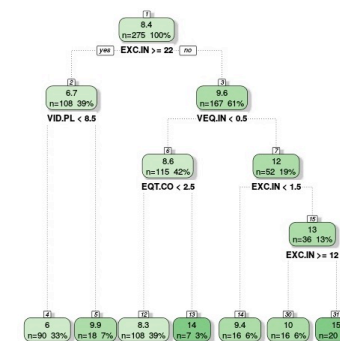 1
8.4
n=275 100%
yes EXC.IN >= 22 no
2
6.7
n=108 39%
VID.PL < 8.5
3
9.6
n=167 61%
VEQ.IN < 0.5
6
8.6
n=115 42%
EQT.CO < 2.5
7
12
n=52 19%
EXC.IN < 1.5
15
13
n=36 13%
EXC.IN >= 12
4
6
n=90 33%
5
9.9
n=18 7%
12
8.3
n=108 39%
13
14
n=7 3%
14
9.4
n=16 6%
30
10
n=16 6%
31
15
n=20